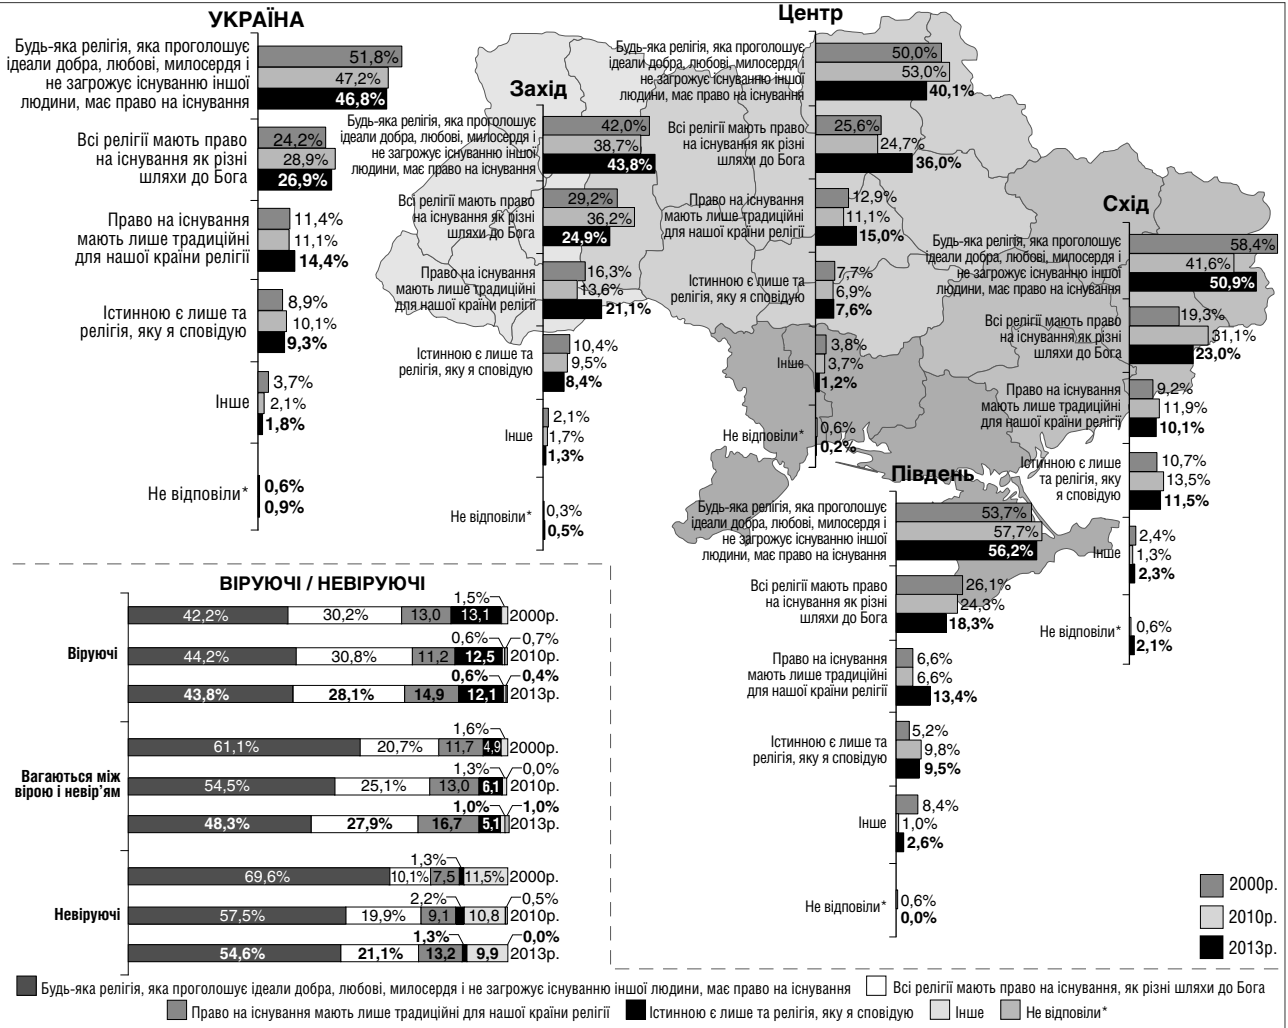 УКРАЇНА
Будь-яка релігія, яка проголошує
ідеали добра, любові, милосердя і
не загрожує існуванню іншої
людини, має право на існування
51,8%
47,2%
46,8%
Всі релігії мають право
на існування як різні
шляхи до Бога
24,2%
28,9%
26,9%
Право на існування
мають лише традиційні
для нашої країни релігії
11,4%
11,1%
14,4%
Істинною є лише та
релігія, яку я сповідую
8,9%
10,1%
9,3%
Інше
3,7%
2,1%
1,8%
Не відповіли*
0,6%
0,9%
Захід
Будь-яка релігія, яка проголошує
ідеали добра, любові, милосердя і
не загрожує існуванню іншої
людини, має право на існування
42,0%
38,7%
43,8%
Всі релігії мають право
на існування як різні
шляхи до Бога
29,2%
36,2%
24,9%
Право на існування
мають лише традиційні
для нашої країни релігії
16,3%
13,6%
21,1%
Істинною є лише та
релігія, яку я сповідую
10,4%
9,5%
8,4%
Інше
2,1%
1,7%
1,3%
Не відповіли*
0,3%
0,5%
Центр
Будь-яка релігія, яка проголошує
ідеали добра, любові, милосердя і
не загрожує існуванню іншої
людини, має право на існування
50,0%
53,0%
40,1%
Всі релігії мають право
на існування як різні
шляхи до Бога
25,6%
24,7%
36,0%
Право на існування
мають лише традиційні
для нашої країни релігії
12,9%
11,1%
15,0%
Істинною є лише та
релігія, яку я сповідую
7,7%
6,9%
7,6%
Інше
3,8%
3,7%
1,2%
Не відповіли*
0,6%
0,2%
Схід
Будь-яка релігія, яка проголошує
ідеали добра, любові, милосердя і
не загрожує існуванню іншої
людини, має право на існування
58,4%
41,6%
50,9%
Всі релігії мають право
на існування як різні
шляхи до Бога
19,3%
31,1%
23,0%
Право на існування
мають лише традиційні
для нашої країни релігії
9,2%
11,9%
10,1%
Істинною є лише
та релігія, яку
я сповідую
10,7%
13,5%
11,5%
Інше
2,4%
1,3%
2,3%
Не відповіли*
0,6%
2,1%
Південь
Будь-яка релігія, яка проголошує
ідеали добра, любові, милосердя і
не загрожує існуванню іншої
людини, має право на існування
53,7%
57,7%
56,2%
Всі релігії мають право
на існування як різні
шляхи до Бога
26,1%
24,3%
18,3%
Право на існування
мають лише традиційні
для нашої країни релігії
6,6%
6,6%
13,4%
Істинною є лише та
релігія, яку я сповідую
5,2%
9,8%
9,5%
Інше
8,4%
1,0%
2,6%
Не відповіли*
0,6%
0,0%
2000р.
2010р.
2013р.
ВІРУЮЧІ / НЕВІРУЮЧІ
Віруючі
1,5%
42,2% 30,2% 13,0 13,1 2000р.
0,6% 0,7%
44,2% 30,8% 11,2 12,5 2010р.
0,6% 0,4%
43,8% 28,1% 14,9 12,1 2013р.
Вагаються між
вірою і невір'ям
1,6%
61,1% 20,7% 11,7 4,9 2000р.
1,3% 0,0%
54,5% 25,1% 13,0 6,1 2010р.
1,0% 1,0%
48,3% 27,9% 16,7 5,1 2013р.
Невіруючі
1,3%
69,6% 10,1% 7,5 11,5% 2000р.
2,2% 0,5%
57,5% 19,9% 9,1 10,8 2010р.
1,3% 0,0%
54,6% 21,1% 13,2 9,9 2013р.
Будь-яка релігія, яка проголошує ідеали добра, любові, милосердя і не загрожує існуванню іншої людини, має право на існування Всі релігії мають право на існування, як різні шляхи до Бога
Право на існування мають лише традиційні для нашої країни релігії Істинною є лише та релігія, яку я сповідую Інше Не відповіли*